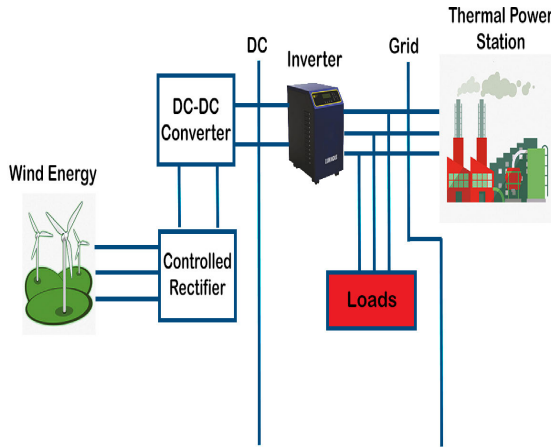 Thermal Power
Station
DC
Inverter
Grid
DC-DC
Converter
Wind Energy
Controlled
Rectifier
Loads